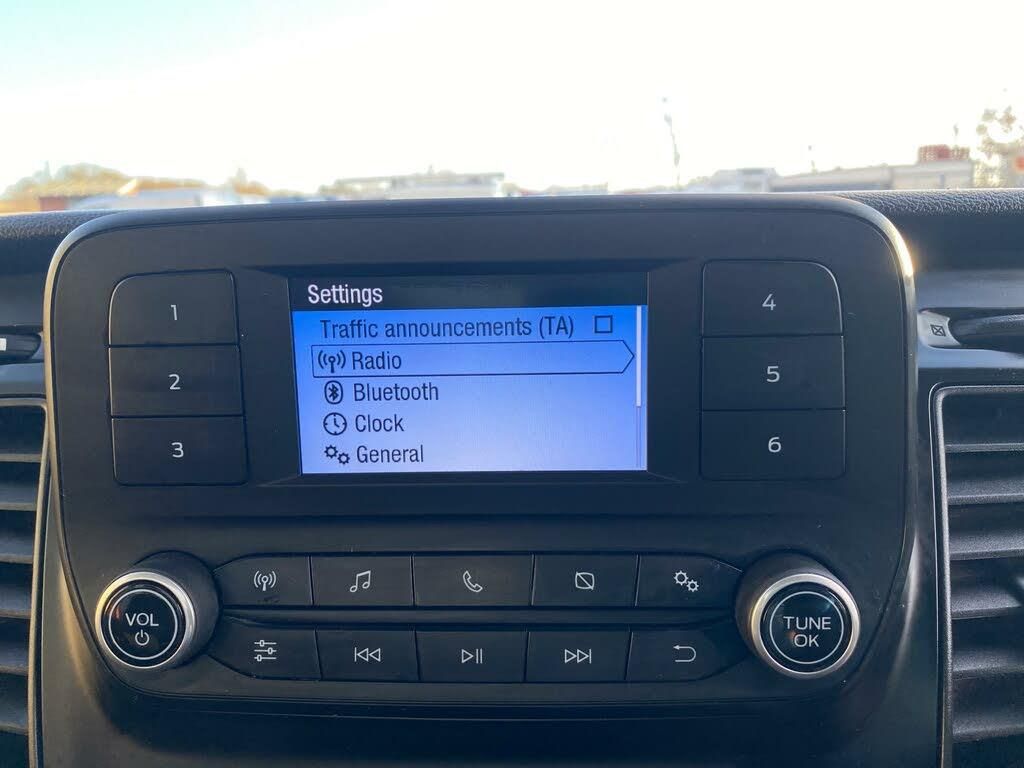 Settings
Traffic announcements (TA)
Radio
Bluetooth
Clock
General
1
2
3
4
5
6
VOL
TUNE
OK